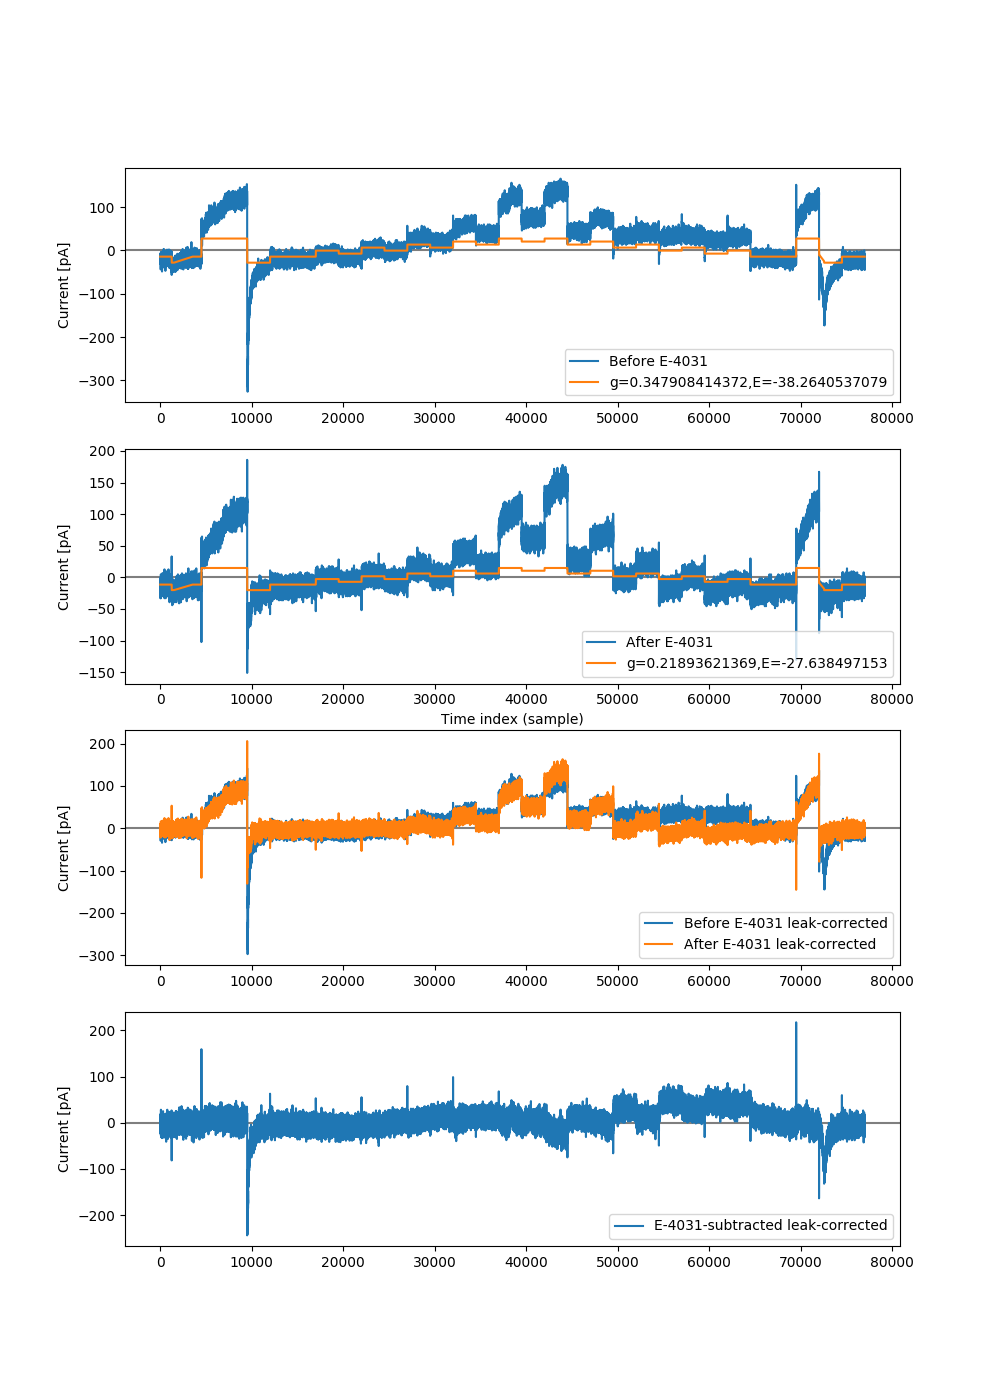 100
0
−100
−200
−300
Current [pA]
Before E-4031
g=0.347908414372,E=-38.2640537079
0 10000 20000 30000 40000 50000 60000 70000 80000
200
150
100
50
0
−50
−100
−150
Current [pA]
After E-4031
g=0.21893621369,E=-27.638497153
0 10000 20000 30000 40000 50000 60000 70000 80000
Time index (sample)
200
100
0
−100
−200
−300
Current [pA]
Before E-4031 leak-corrected
After E-4031 leak-corrected
0 10000 20000 30000 40000 50000 60000 70000 80000
200
100
0
−100
−200
Current [pA]
E-4031-subtracted leak-corrected
0 10000 20000 30000 40000 50000 60000 70000 80000